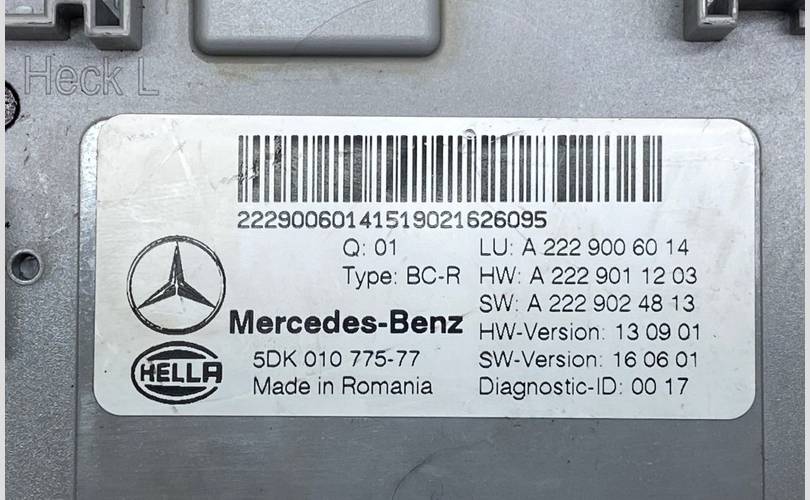 Heck L
22290060141519021626095
Q: 01
LU: A 222 900 60 14
Type: BC-R
HW: A 222 901 12 03
SW: A 222 902 48 13
Mercedes-Benz
HW-Version: 13 09 01
HELLA
5DK 010 775-77
SW-Version: 16 06 01
Made in Romania
Diagnostic-ID: 00 17